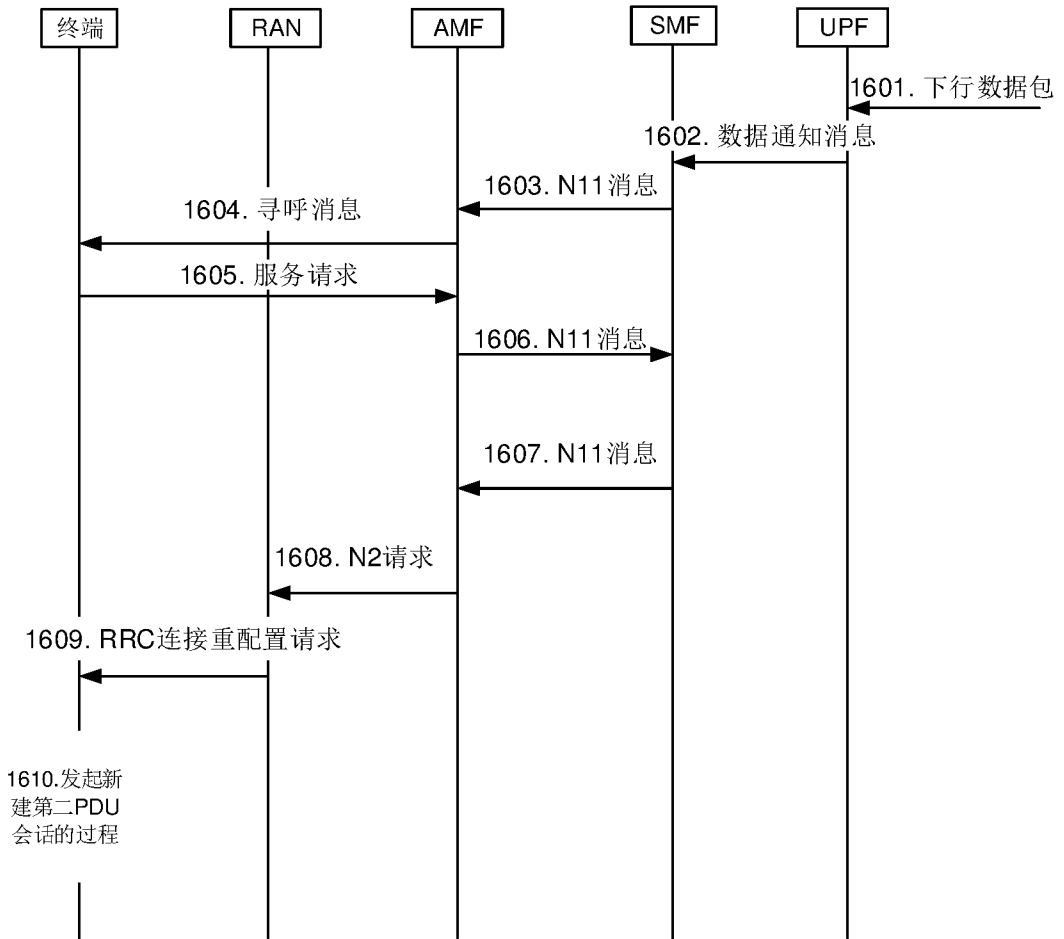 终端
RAN
AMF
SMF
UPF
1601. 下行数据包
1602. 数据通知消息
1603. N11消息
1604. 寻呼消息
1605. 服务请求
1606. N11消息
1607. N11消息
1608. N2请求
1609. RRC连接重配置请求
1610.发起新
建第二PDU
会话的过程